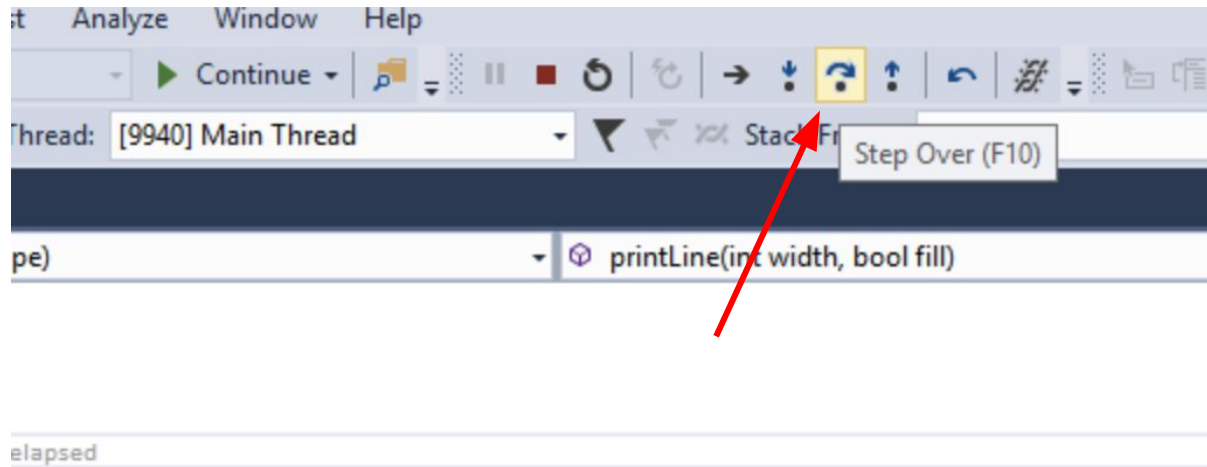 st Analyze Window Help
Continue
Thread: [9940] Main Thread Stack Fr
Step Over (F10)
pe) printLine(int width, bool fill)
elapsed